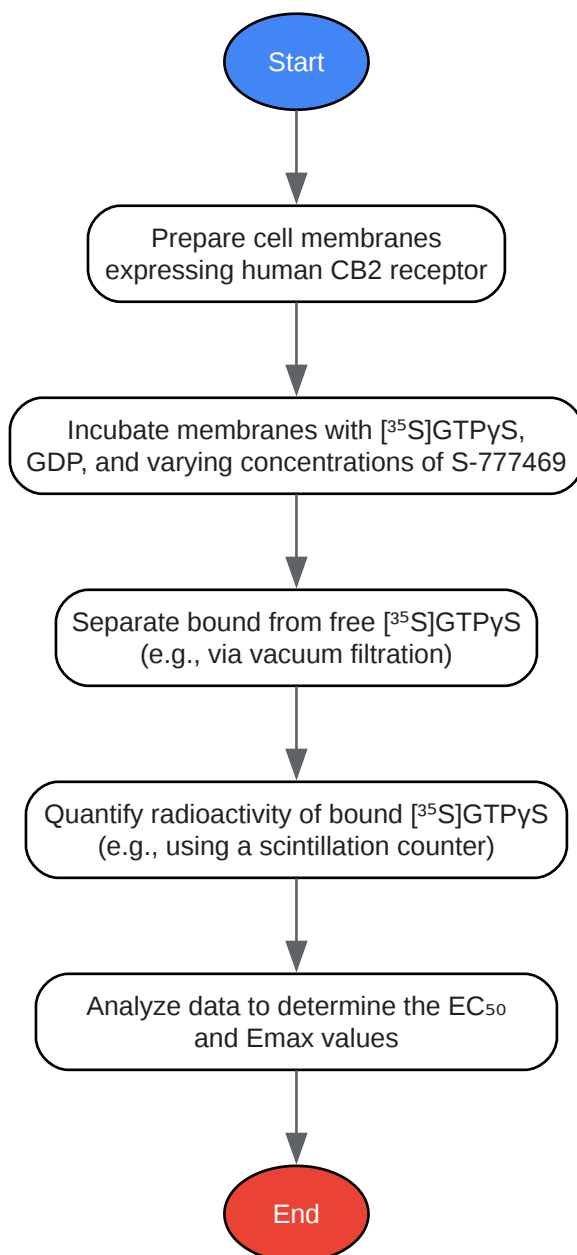 Start
Prepare cell membranes
expressing human CB2 receptor
Incubate membranes with [³⁵S]GTPγS,
GDP, and varying concentrations of S-777469
Separate bound from free [³⁵S]GTPγS
(e.g., via vacuum filtration)
Quantify radioactivity of bound [³⁵S]GTPγS
(e.g., using a scintillation counter)
Analyze data to determine the EC₅₀
and Emax values
End